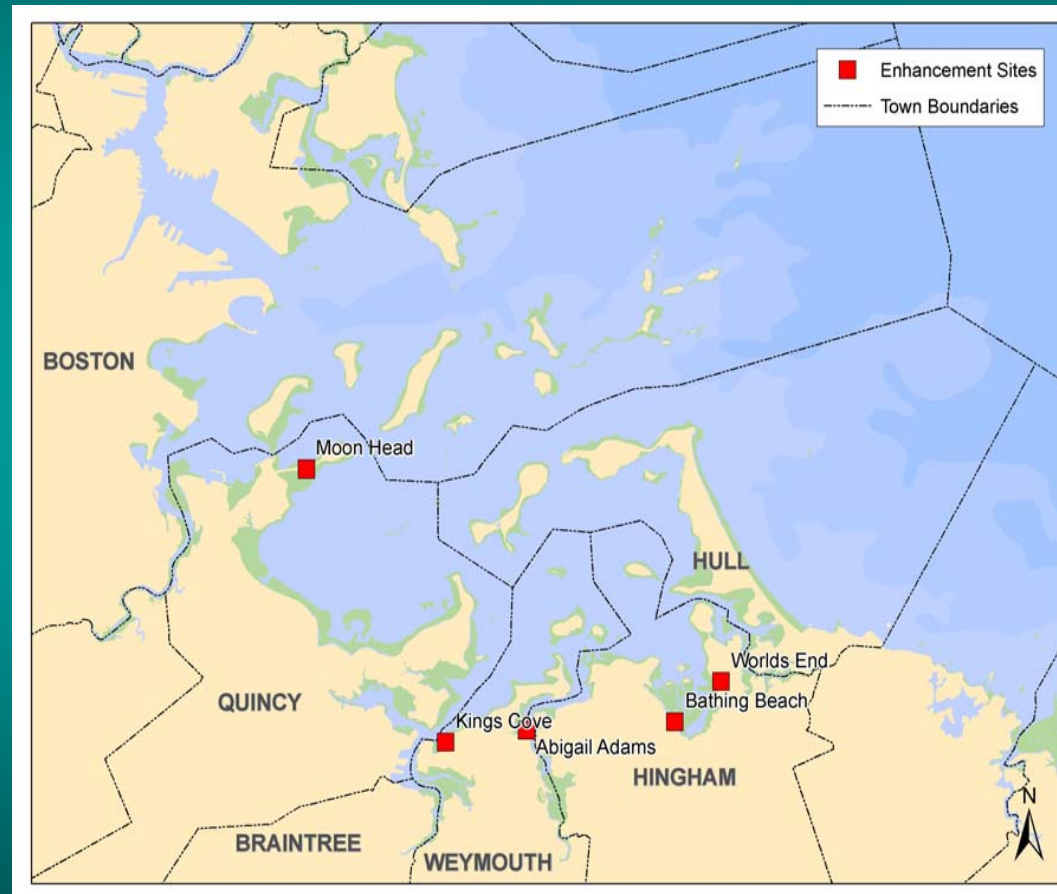 Enhancement Sites
Town Boundaries
BOSTON
Moon Head
HULL
Worlds End
Bathing Beach
QUINCY
Kings Cove
Abigail Adams
HINGHAM
N
BRAINTREE
WEYMOUTH